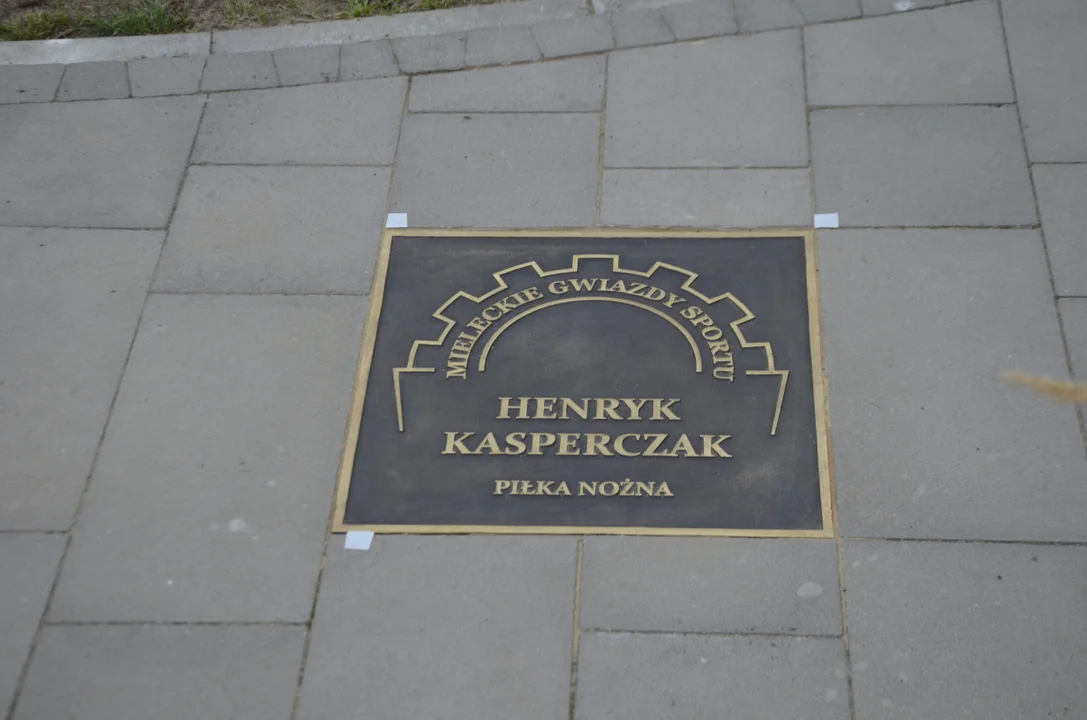 MIELECKIE GWIAZDY SPORTU
HENRYK
KASPERCZAK
PIŁKA NOŻNA